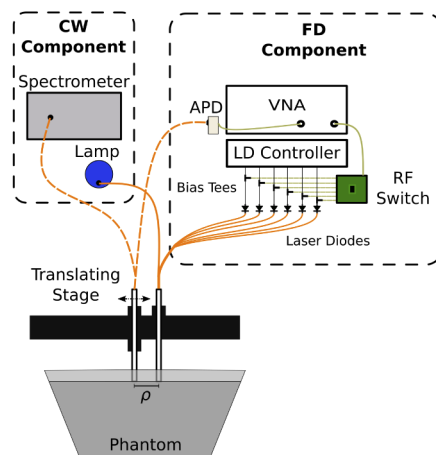 CW
Component
Spectrometer
Lamp
FD
Component
APD
VNA
LD Controller
Bias Tees
RF
Switch
Laser Diodes
Translating
Stage
ρ
Phantom